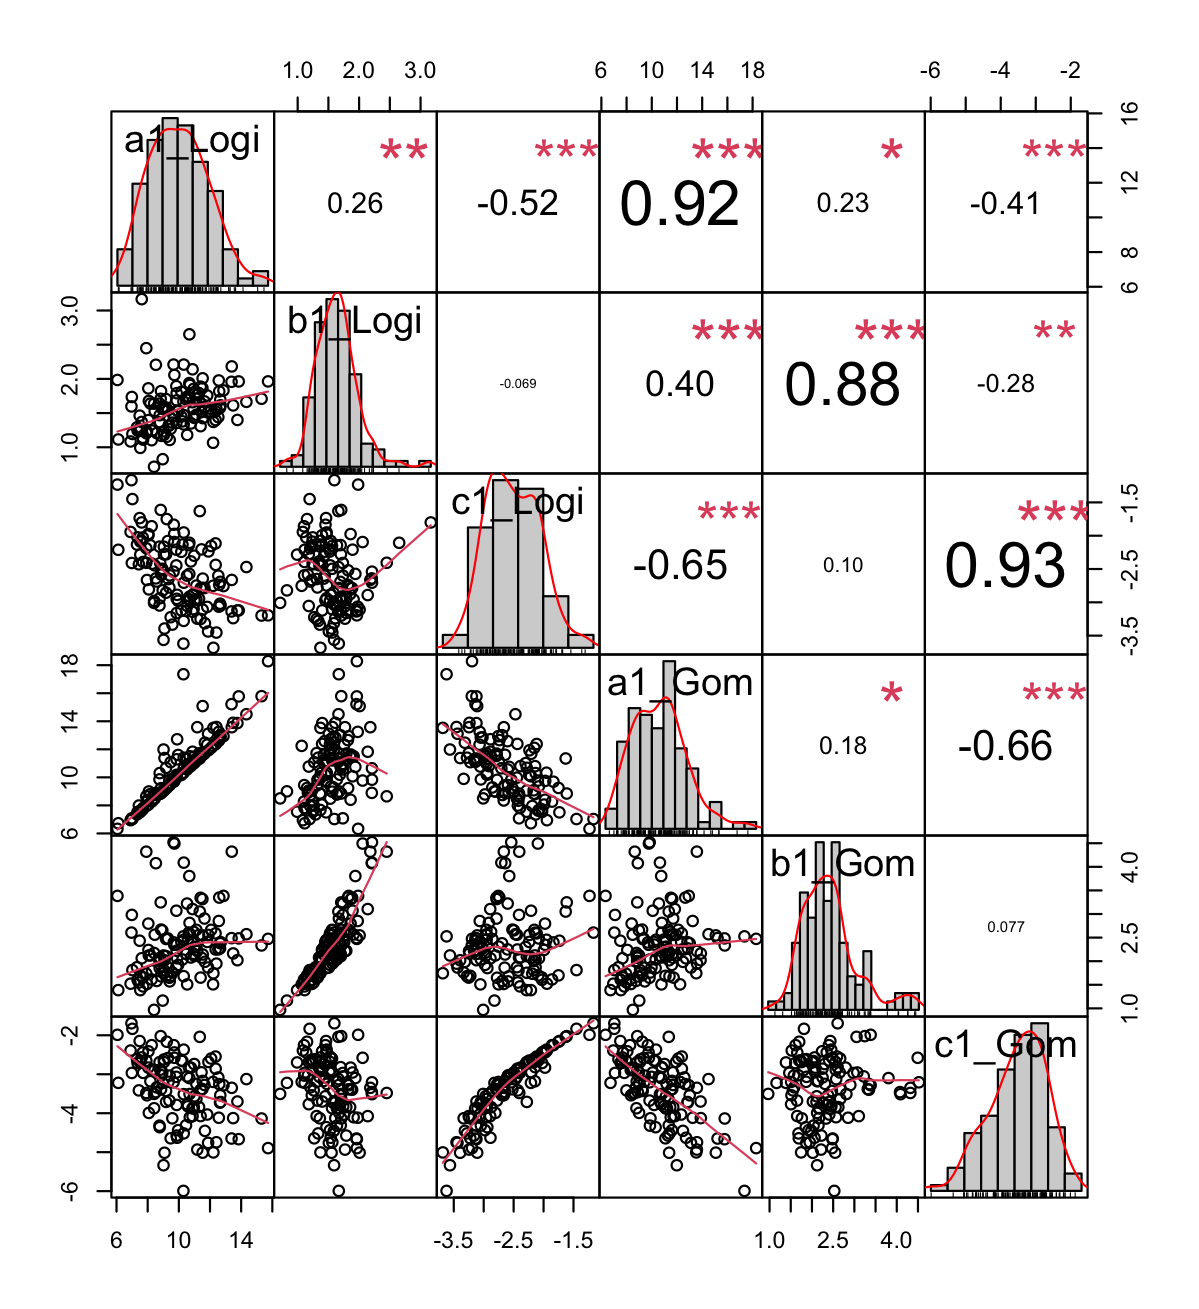 1.0 2.0 3.0 6 10 14 18 -6 -4 -2
a1_Logi ** *** *** * ***
0.26 -0.52 0.92 0.23 -0.41
6 8 12 16
b1_Logi *** *** **
-0.069 0.40 0.88 -0.28
1.0 2.0 3.0
c1_Logi *** ***
-0.65 0.10 0.93
-3.5 -2.5 -1.5
a1_Gom * ***
0.18 -0.66
6 10 14 18
b1_Gom
0.077
1.0 2.5 4.0
c1_Gom
-6 -4 -2
6 10 14 -3.5 -2.5 -1.5 1.0 2.5 4.0